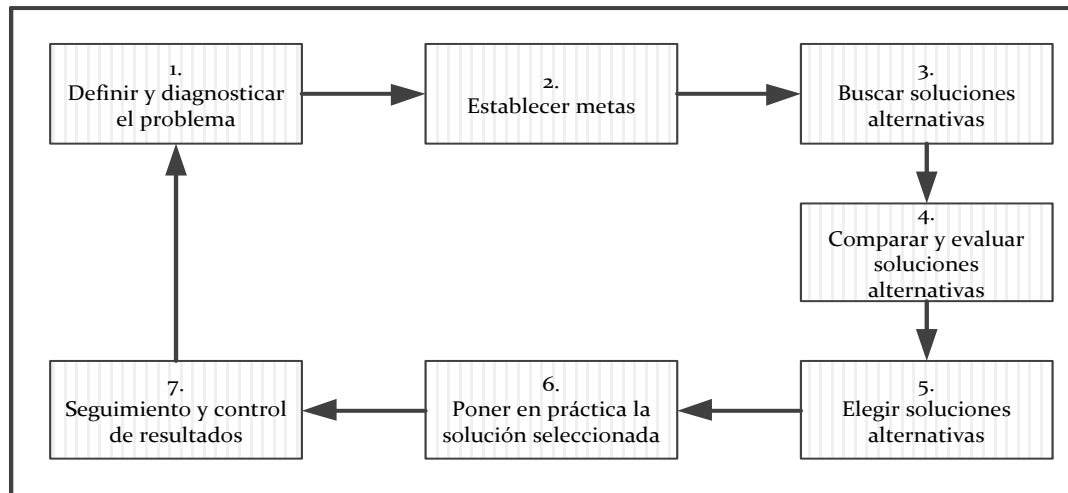 1.
Definir y diagnosticar
el problema
2.
Establecer metas
3.
Buscar soluciones
alternativas
4.
Comparar y evaluar
soluciones
alternativas
5.
Elegir soluciones
alternativas
6.
Poner en práctica la
solución seleccionada
7.
Seguimiento y control
de resultados